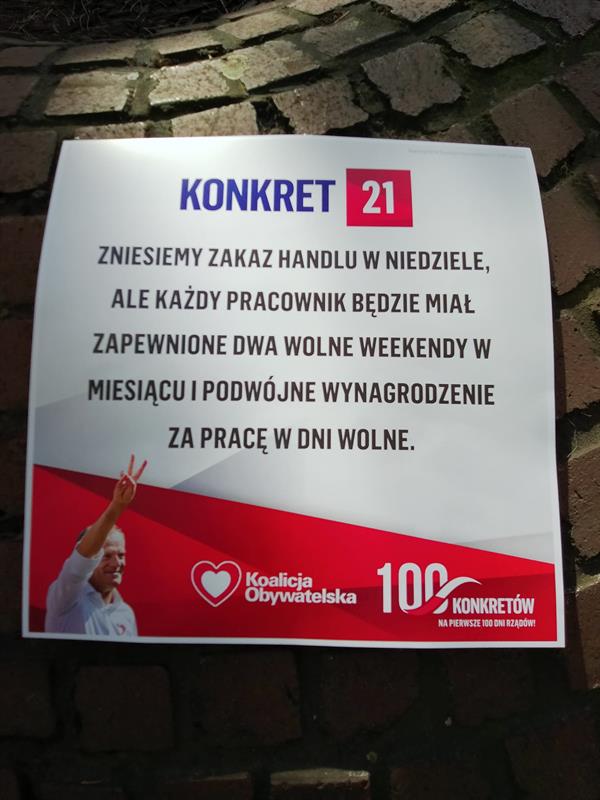 KONKRET 21
ZNIESIEMY ZAKAZ HANDLU W NIEDZIELE,
ALE KAŻDY PRACOWNIK BĘDZIE MIAŁ
ZAPEWNIONE DWA WOLNE WEEKENDY W
MIESIĄCU I PODWÓJNE WYNAGRODZENIE
ZA PRACĘ W DNI WOLNE.
Koalicja
Obywatelska
100
KONKRETÓW
NA PIERWSZE 100 DNI RZĄDÓW!